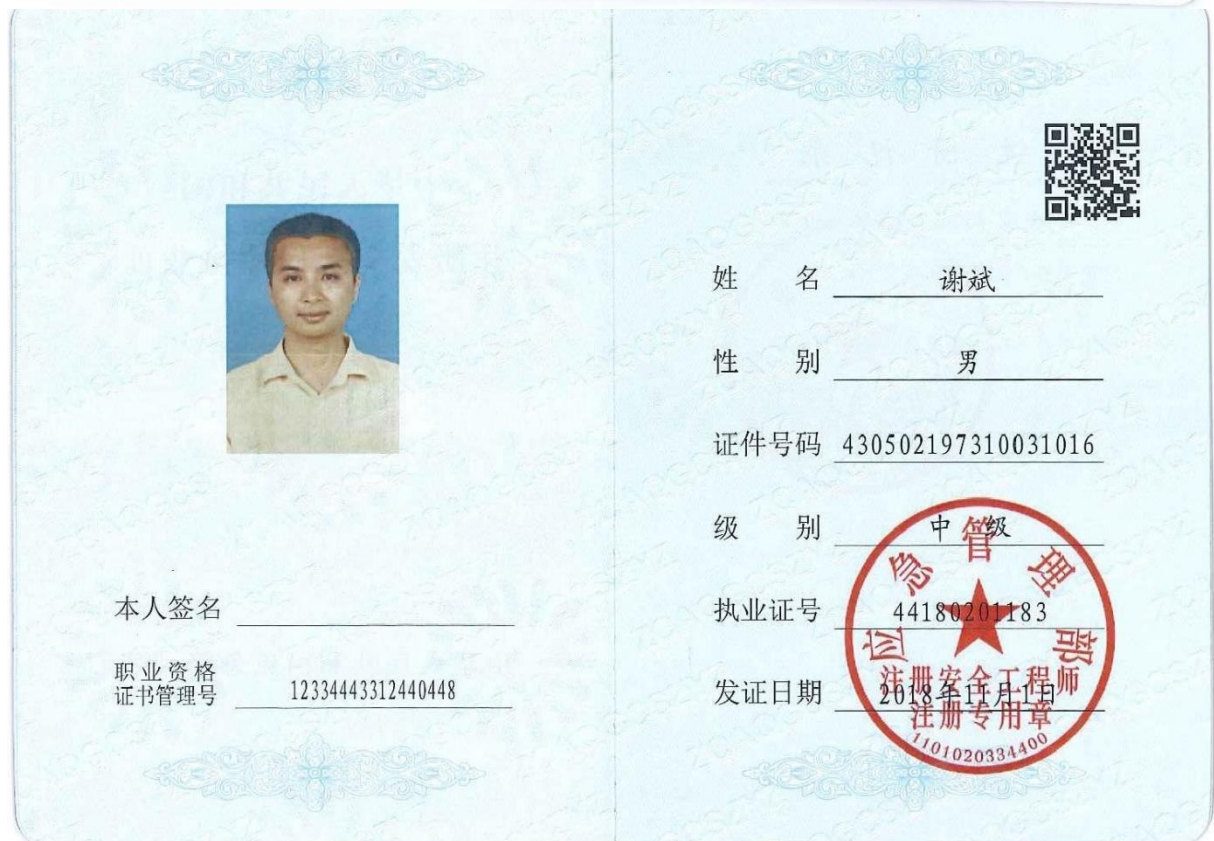 本人签名
职业资格
证书管理号 12334443312440448
姓 名 谢斌
性 别 男
证件号码 430502197310031016
级 别 中级
执业证号 44180201183
发证日期 2018年11月1日
应急管理部
注册安全工程师
注册专用章
1101020334400